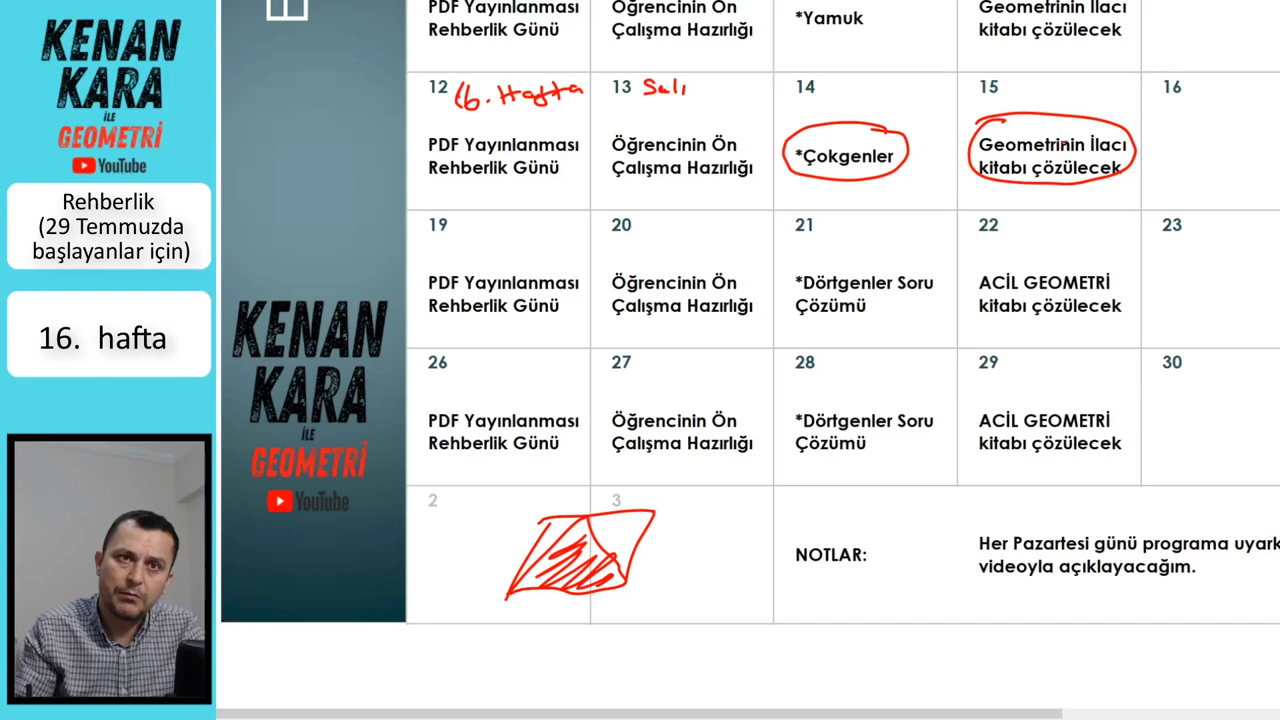 KENAN
KARA
İLE
GEOMETRİ
YouTube
Rehberlik
(29 Temmuzda
başlayanlar için)
16. hafta
KENAN
KARA
İLE
GEOMETRİ
YouTube
PDF Yayınlanması
Rehberlik Günü
Öğrencinin Ön
Çalışma Hazırlığı
*Yamuk
Geometrinin İlacı
kitabı çözülecek
12
16. Hafta
13
Salı
14
15
16
PDF Yayınlanması
Rehberlik Günü
Öğrencinin Ön
Çalışma Hazırlığı
*Çokgenler
Geometrinin İlacı
kitabı çözülecek
19
20
21
22
23
PDF Yayınlanması
Rehberlik Günü
Öğrencinin Ön
Çalışma Hazırlığı
*Dörtgenler Soru
Çözümü
ACİL GEOMETRİ
kitabı çözülecek
26
27
28
29
30
PDF Yayınlanması
Rehberlik Günü
Öğrencinin Ön
Çalışma Hazırlığı
*Dörtgenler Soru
Çözümü
ACİL GEOMETRİ
kitabı çözülecek
2
3
NOTLAR:
Her Pazartesi günü programa uyark
videoyla açıklayacağım.